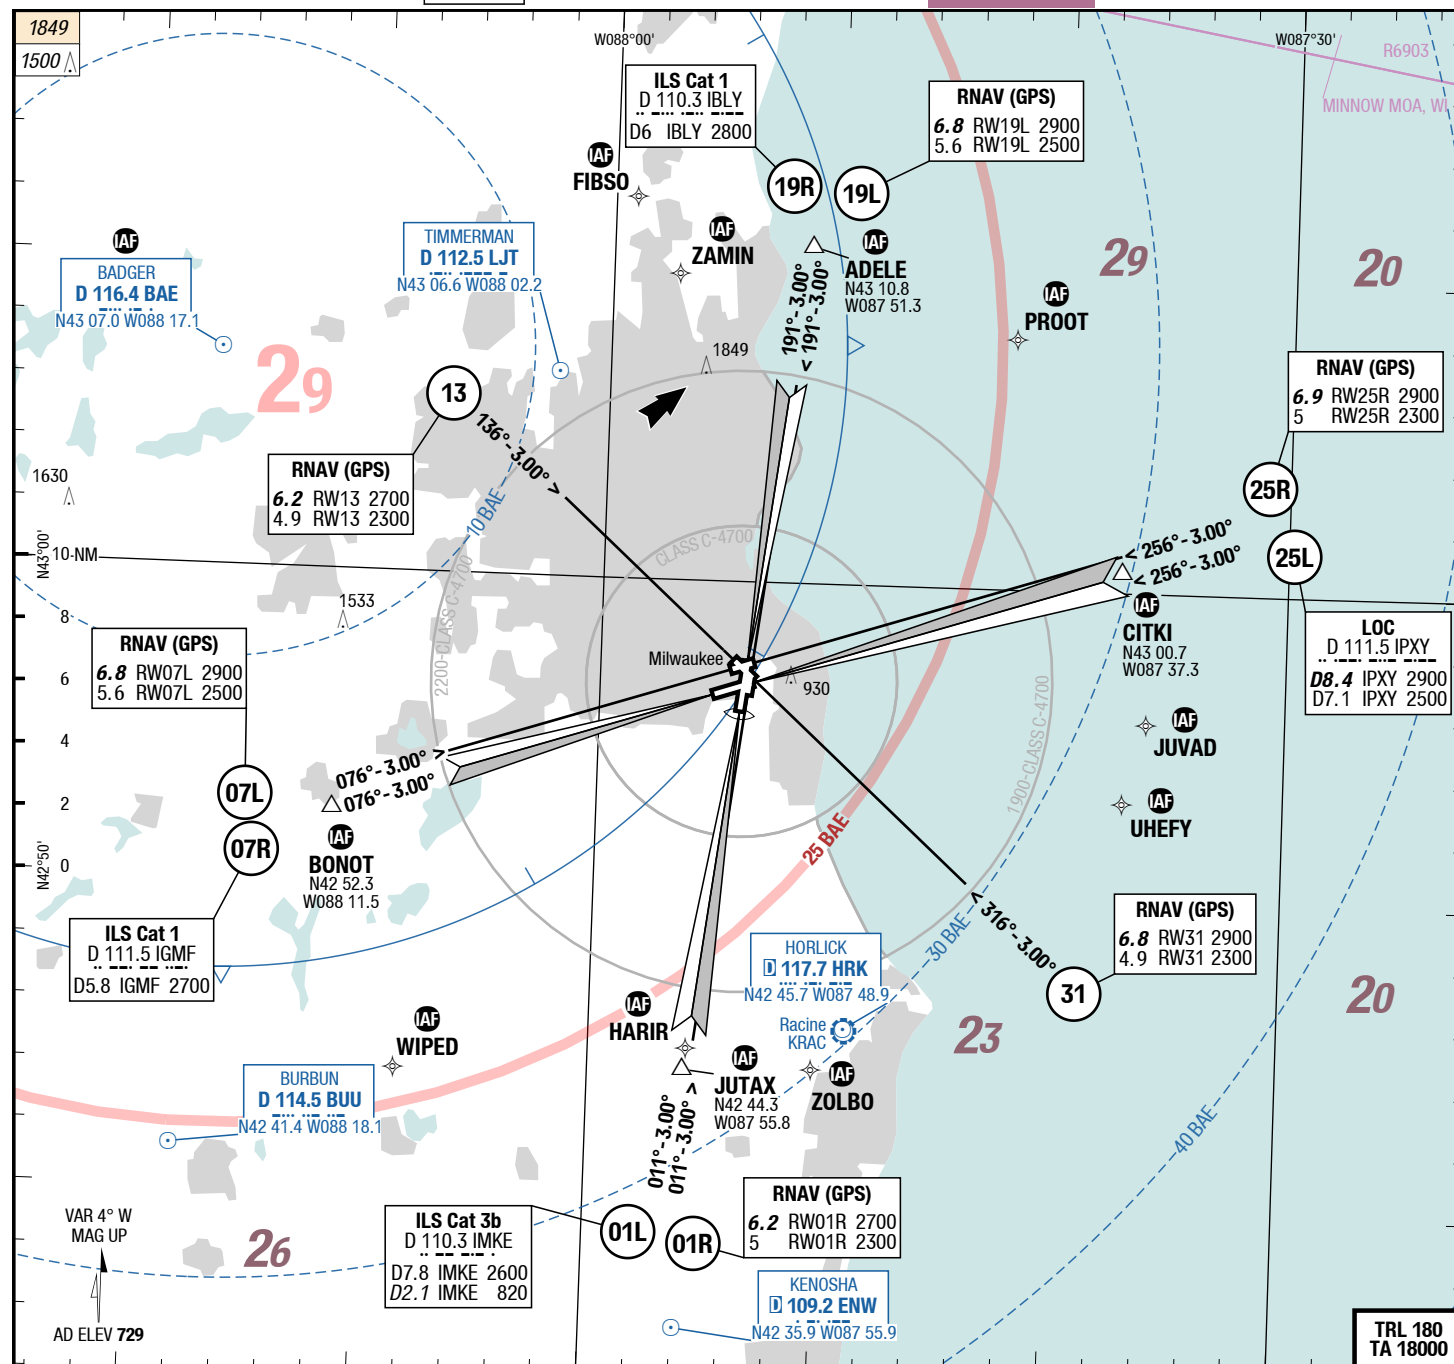 1849
1500
W088°00'
W087°30'
R6903
MINNOW MOA, WI
ILS Cat 1
D 110.3 IBLY
D6 IBLY 2800
RNAV (GPS)
6.8 RW19L 2900
5.6 RW19L 2500
19R
19L
IAF
FIBSO
IAF
ZAMIN
IAF
ADELE
N43 10.8
W087 51.3
IAF
BADGER
D 116.4 BAE
N43 07.0 W088 17.1
TIMMERMAN
D 112.5 LJT
N43 06.6 W088 02.2
191°-3.00°
< 191°-3.00°
29
20
IAF
PROOT
29
1849
13
136°-3.00° >
RNAV (GPS)
6.2 RW13 2700
4.9 RW13 2300
RNAV (GPS)
6.9 RW25R 2900
5 RW25R 2300
25R
25L
1630
10 BAE
CLASS C-4700
2200-CLASS C-4700
N43°00'
10 NM
8
6
4
2
0
N42°50'
1533
< 256°-3.00°
< 256°-3.00°
IAF
CITKI
N43 00.7
W087 37.3
LOC
D 111.5 IPXY
D8.4 IPXY 2900
D7.1 IPXY 2500
RNAV (GPS)
6.8 RW07L 2900
5.6 RW07L 2500
Milwaukee
930
1900-CLASS C-4700
IAF
JUVAD
IAF
UHEFY
076°-3.00° >
076°-3.00°
07L
07R
IAF
BONOT
N42 52.3
W088 11.5
25 BAE
ILS Cat 1
D 111.5 IGMF
D5.8 IGMF 2700
< 316°-3.00°
31
RNAV (GPS)
6.8 RW31 2900
4.9 RW31 2300
30 BAE
HORLICK
D 117.7 HRK
N42 45.7 W087 48.9
Racine
KRAC
23
20
IAF
HARIR
IAF
WIPED
IAF
JUTAX
N42 44.3
W087 55.8
IAF
ZOLBO
BURBUN
D 114.5 BUU
N42 41.4 W088 18.1
011°-3.00°
011°-3.00° >
40 BAE
VAR 4° W
MAG UP
AD ELEV 729
26
ILS Cat 3b
D 110.3 IMKE
D7.8 IMKE 2600
D2.1 IMKE 820
01L
01R
RNAV (GPS)
6.2 RW01R 2700
5 RW01R 2300
KENOSHA
D 109.2 ENW
N42 35.9 W087 55.9
TRL 180
TA 18000